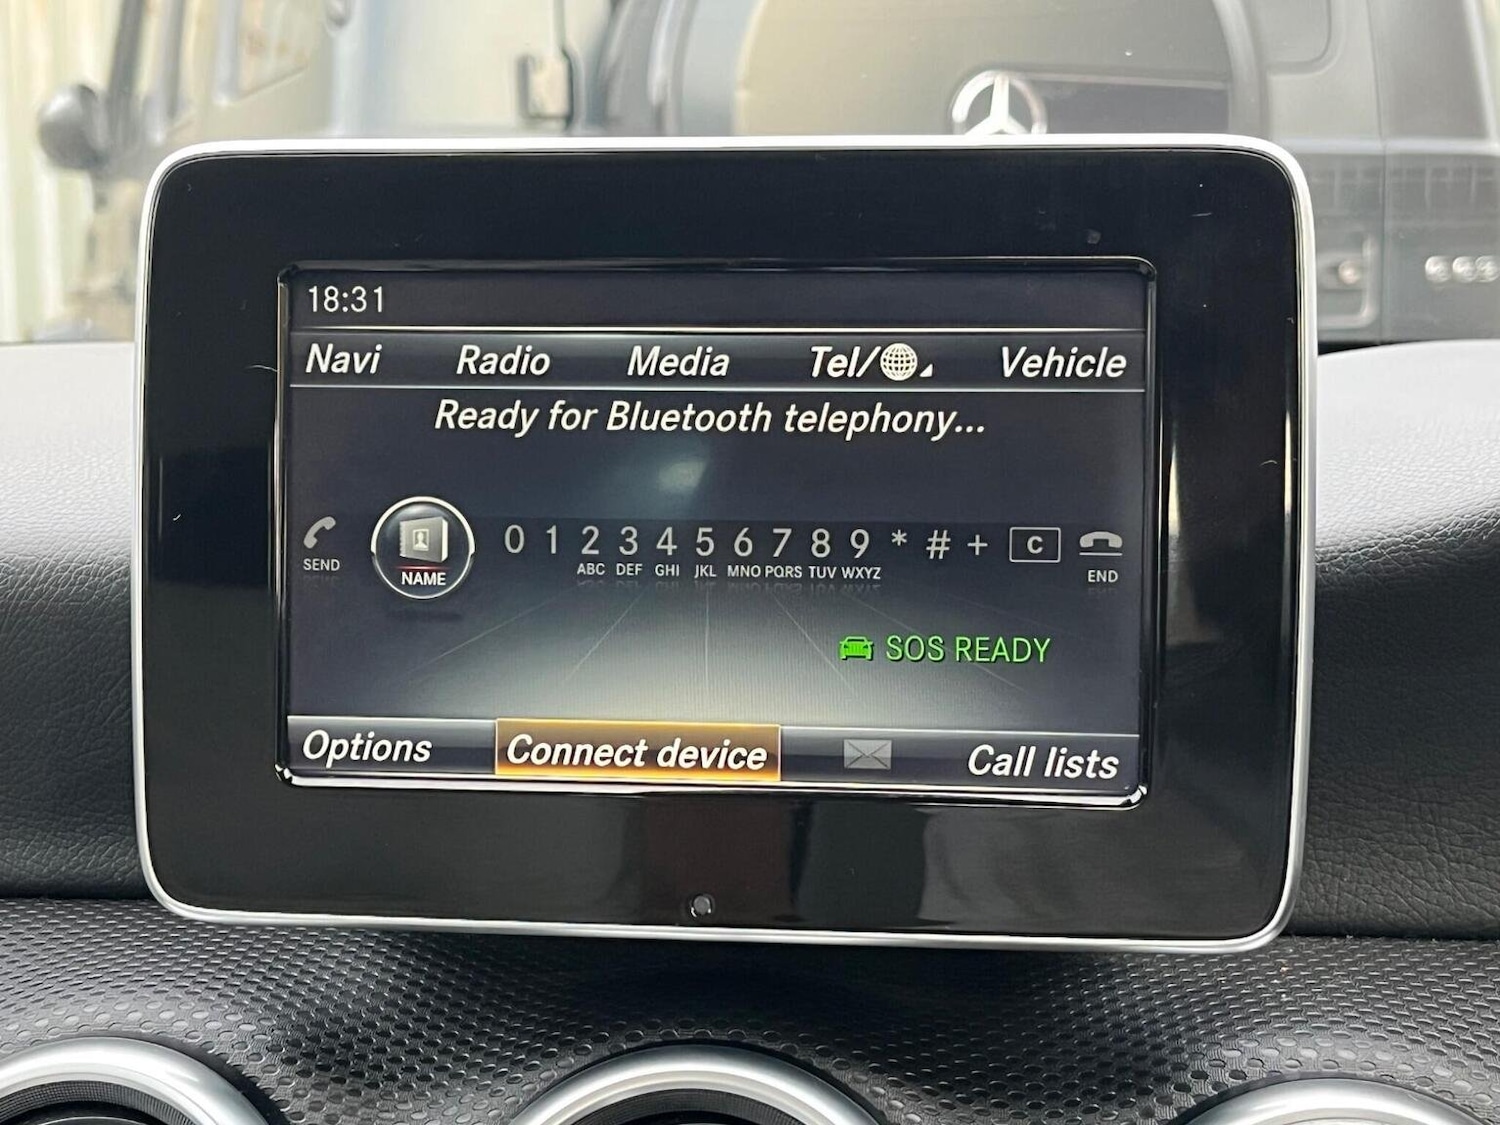 18:31
Navi Radio Media Tel/ Vehicle
Ready for Bluetooth telephony...
0 1 2 3 4 5 6 7 8 9 * # + C
SEND NAME ABC DEF GHI JKL MNO PQRS TUV WXYZ END
SOS READY
Options Connect device Call lists